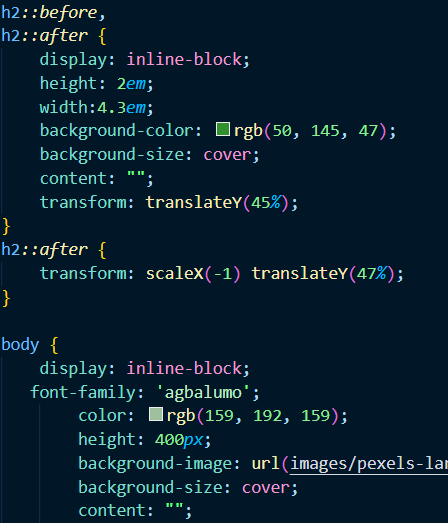 h2::before,
h2::after {
display: inline-block;
height: 2em;
width:4.3em;
background-color: rgb(50, 145, 47);
background-size: cover;
content: "";
transform: translateY(45%);
}
h2::after {
transform: scaleX(-1) translateY(47%);
}
body {
display: inline-block;
font-family: 'agbalumo';
color: rgb(159, 192, 159);
height: 400px;
background-image: url(images/pexels-lar
background-size: cover;
content: "";